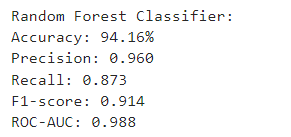 Random Forest Classifier:
Accuracy: 94.16%
Precision: 0.960
Recall: 0.873
F1-score: 0.914
ROC-AUC: 0.988